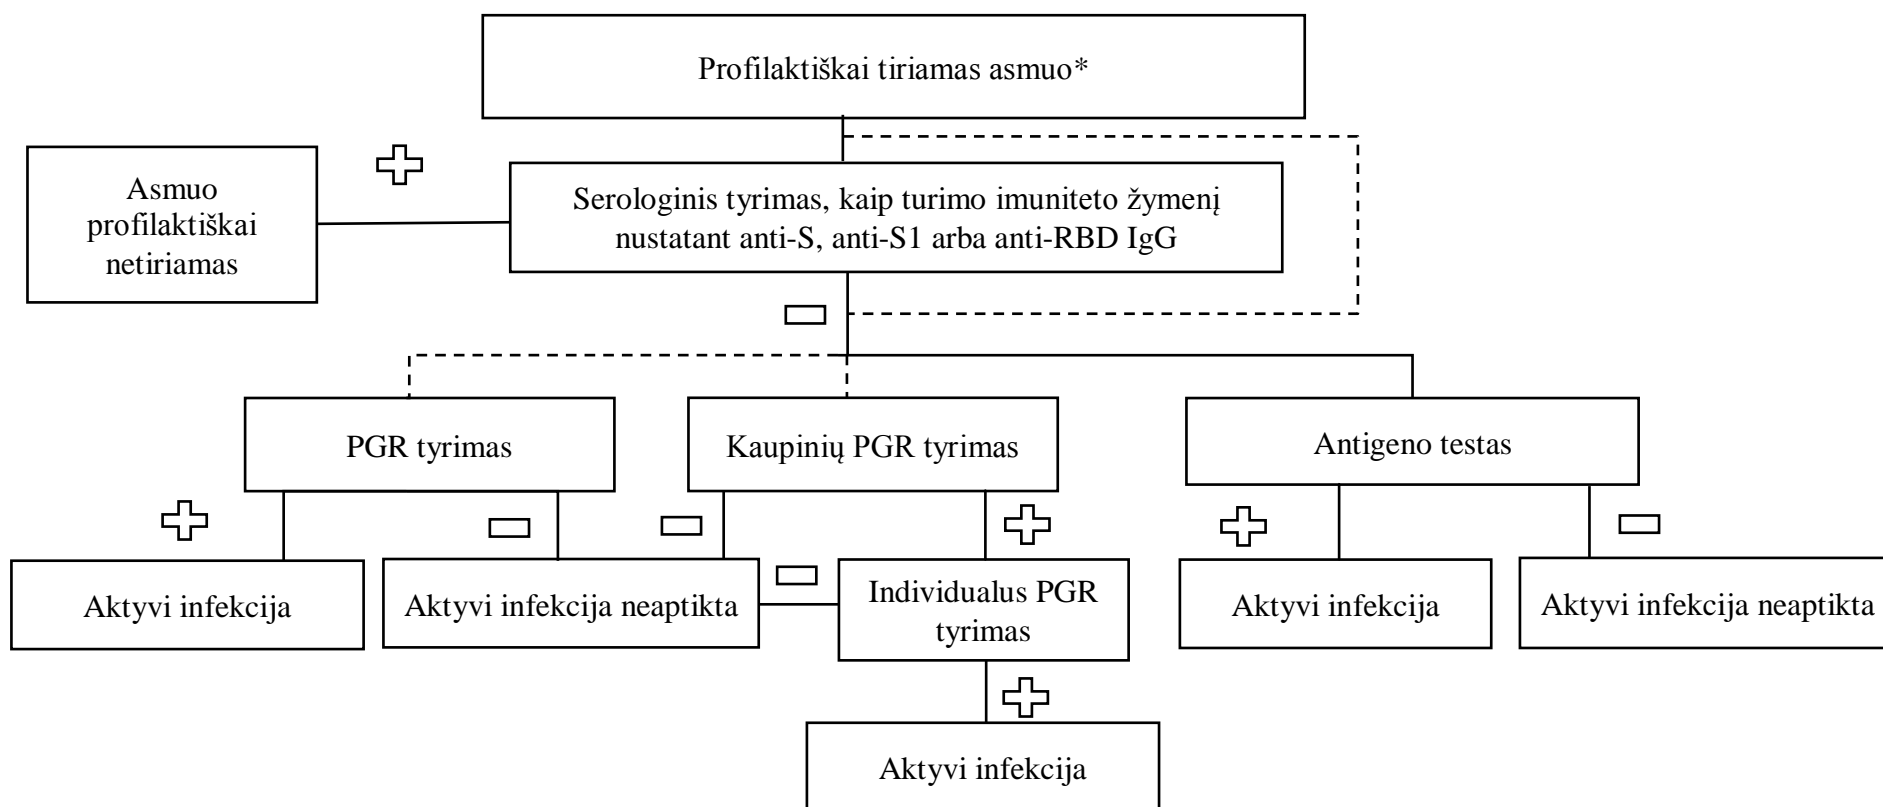 Profilaktiškai tiriamas asmuo*
Asmuo
profilaktiškai
netiriamas
Serologinis tyrimas, kaip turimo imuniteto žymenį
nustatant anti-S, anti-S1 arba anti-RBD IgG
PGR tyrimas
Kaupinių PGR tyrimas
Antigeno testas
Aktyvi infekcija
Aktyvi infekcija neaptikta
Individualus PGR
tyrimas
Aktyvi infekcija
Aktyvi infekcija neaptikta
Aktyvi infekcija